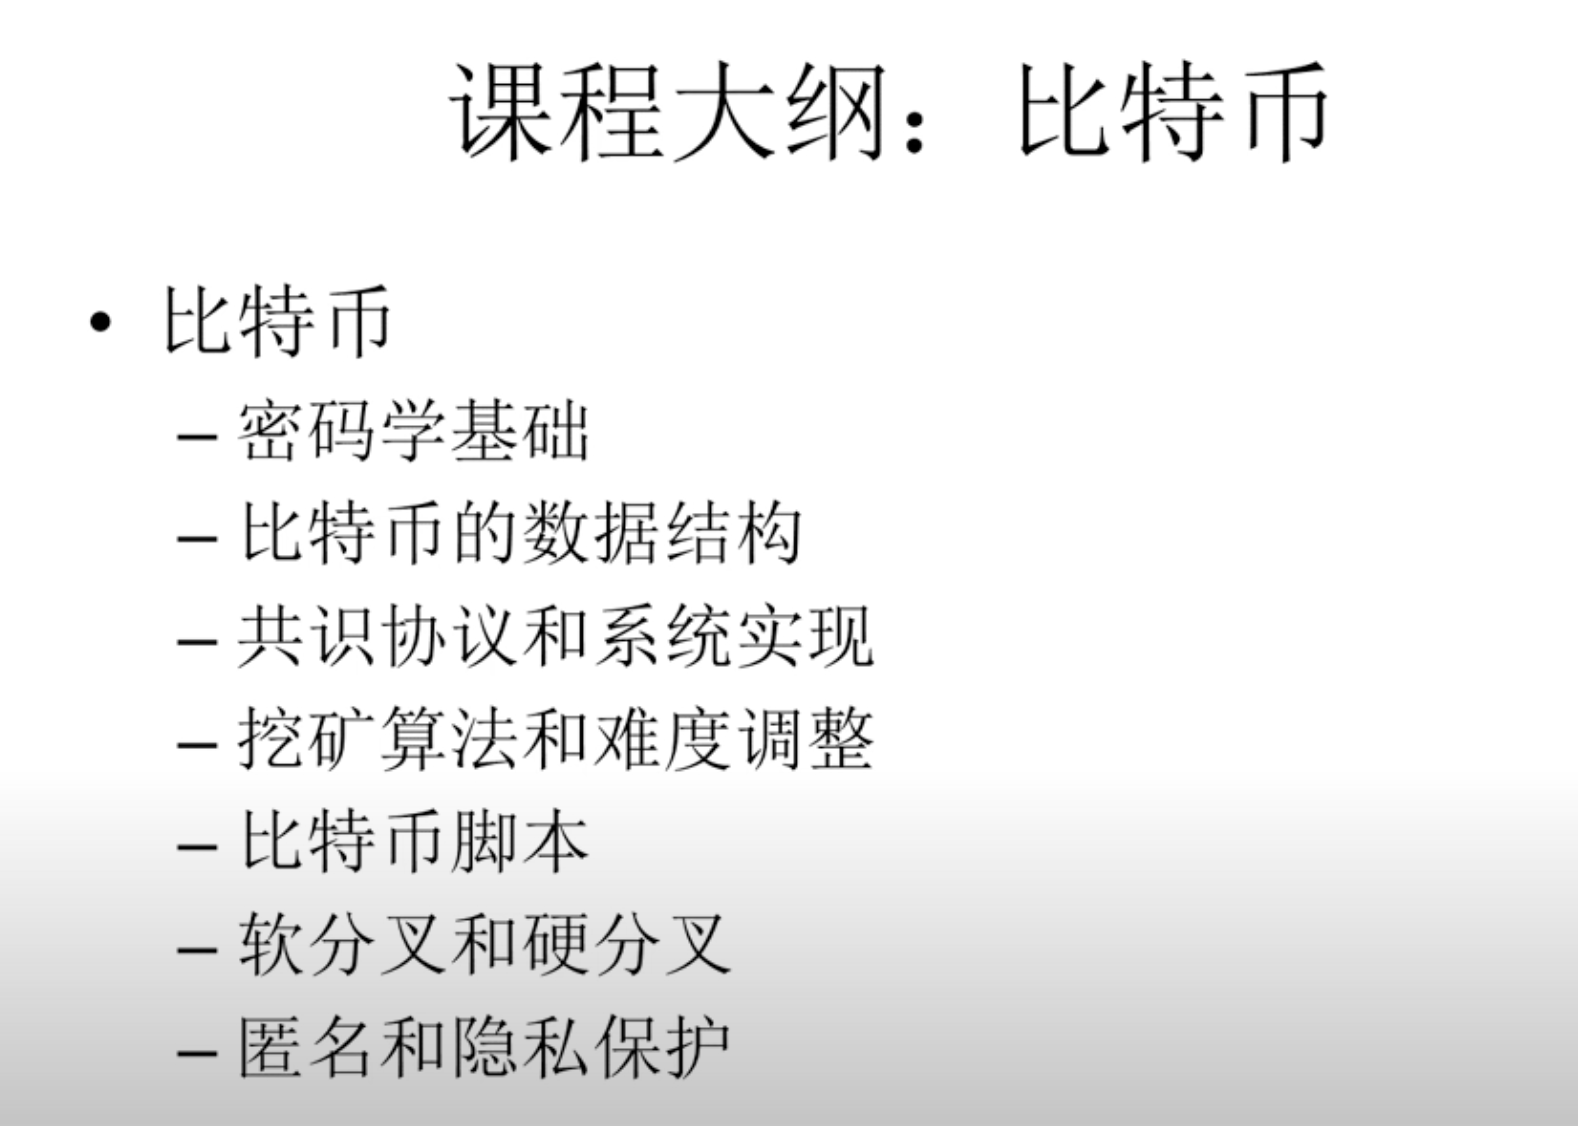 课程大纲：比特币
• 比特币
– 密码学基础
– 比特币的数据结构
– 共识协议和系统实现
– 挖矿算法和难度调整
– 比特币脚本
– 软分叉和硬分叉
– 匿名和隐私保护